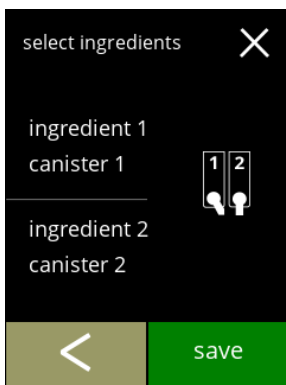 select ingredients
ingredient 1
canister 1
1 2
ingredient 2
canister 2
save